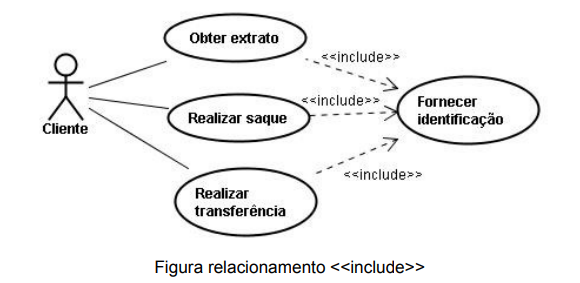 Obter extrato
<<include>>
Cliente
Realizar saque
<<include>>
Fornecer
identificação
Realizar
transferência
<<include>>
Figura relacionamento <<include>>